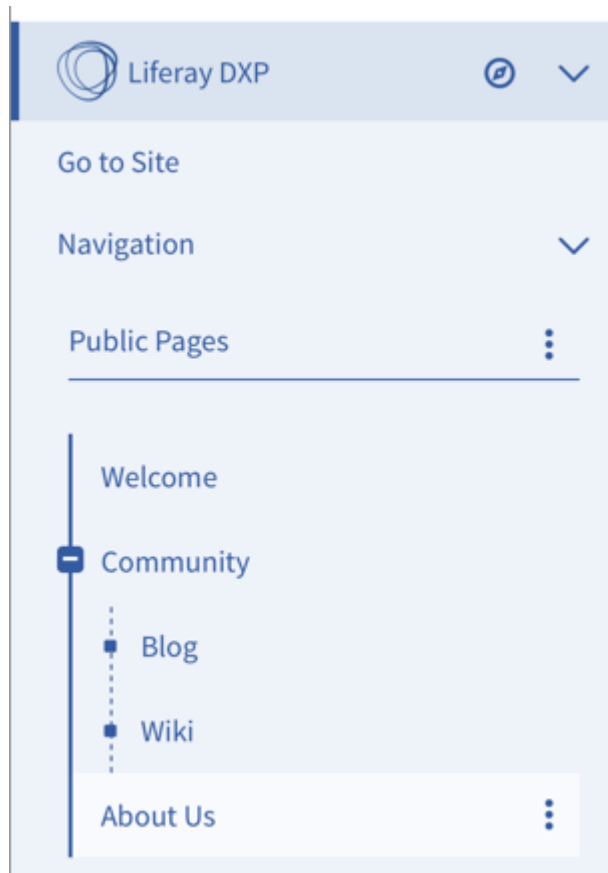 Liferay DXP
Go to Site
Navigation
Public Pages
Welcome
Community
Blog
Wiki
About Us